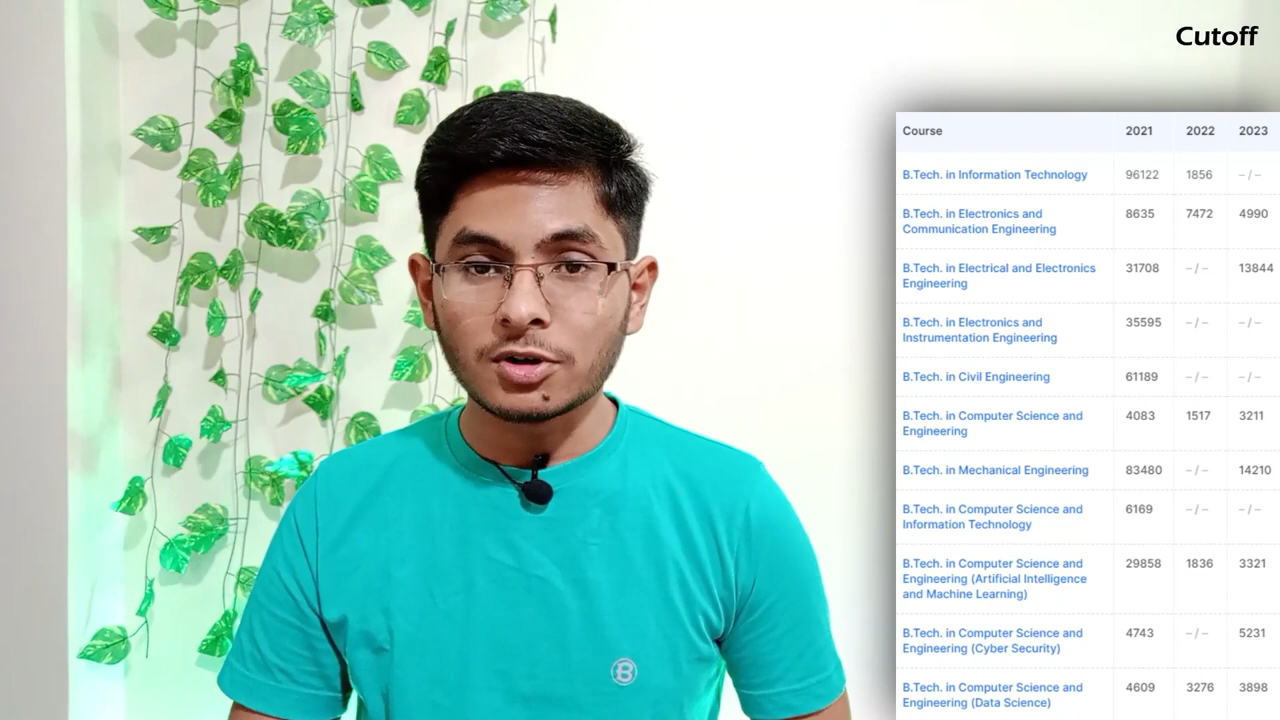 Cutoff
Course 2021 2022 2023
B.Tech. in Information Technology 96122 1856 – / –
B.Tech. in Electronics and 8635 7472 4990
Communication Engineering
B.Tech. in Electrical and Electronics 31708 – / – 13844
Engineering
B.Tech. in Electronics and 35595 – / – – / –
Instrumentation Engineering
B.Tech. in Civil Engineering 61189 – / – – / –
B.Tech. in Computer Science and 4083 1517 3211
Engineering
B.Tech. in Mechanical Engineering 83480 – / – 14210
B.Tech. in Computer Science and 6169 – / – – / –
Information Technology
B.Tech. in Computer Science and 29858 1836 3321
Engineering (Artificial Intelligence
and Machine Learning)
B.Tech. in Computer Science and 4743 – / – 5231
Engineering (Cyber Security)
B.Tech. in Computer Science and 4609 3276 3898
Engineering (Data Science)
B